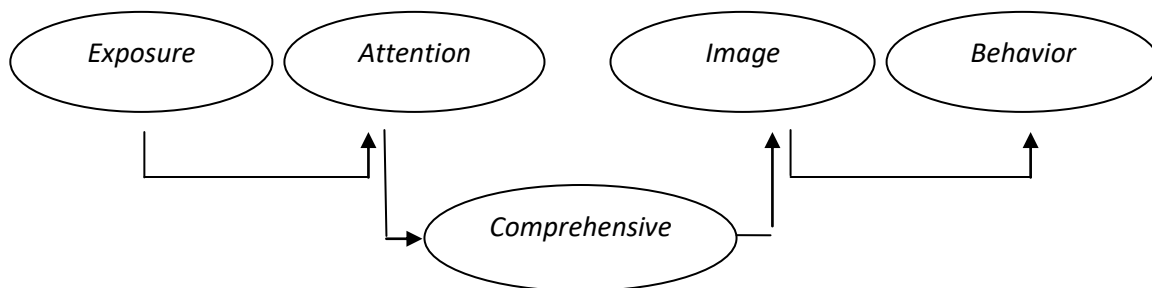 Exposure
Attention
Image
Behavior
Comprehensive